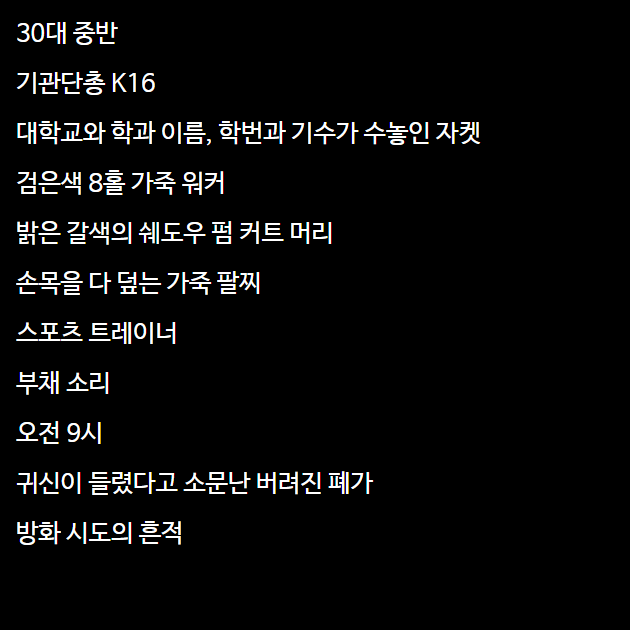 30대 중반
기관단총 K16
대학교와 학과 이름, 학번과 기수가 수놓인 자켓
검은색 8홀 가죽 워커
밝은 갈색의 쉐도우 펌 커트 머리
손목을 다 덮는 가죽 팔찌
스포츠 트레이너
부채 소리
오전 9시
귀신이 들렸다고 소문난 버려진 폐가
방화 시도의 흔적